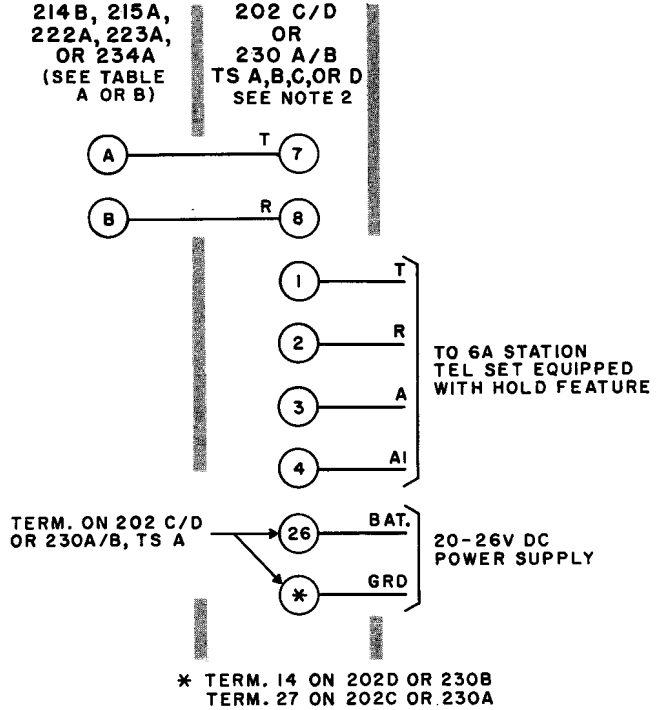 214B, 215A,
222A, 223A,
OR 234A
(SEE TABLE
A OR B)
202 C/D
OR
230 A/B
TS A,B,C,OR D
SEE NOTE 2
A
T
7
B
R
8
1
T
2
R
3
A
4
A1
TO 6A STATION
TEL SET EQUIPPED
WITH HOLD FEATURE
TERM. ON 202 C/D
OR 230A/B, TS A
26
BAT.
*
GRD
20-26V DC
POWER SUPPLY
* TERM. 14 ON 202D OR 230B
TERM. 27 ON 202C OR 230A